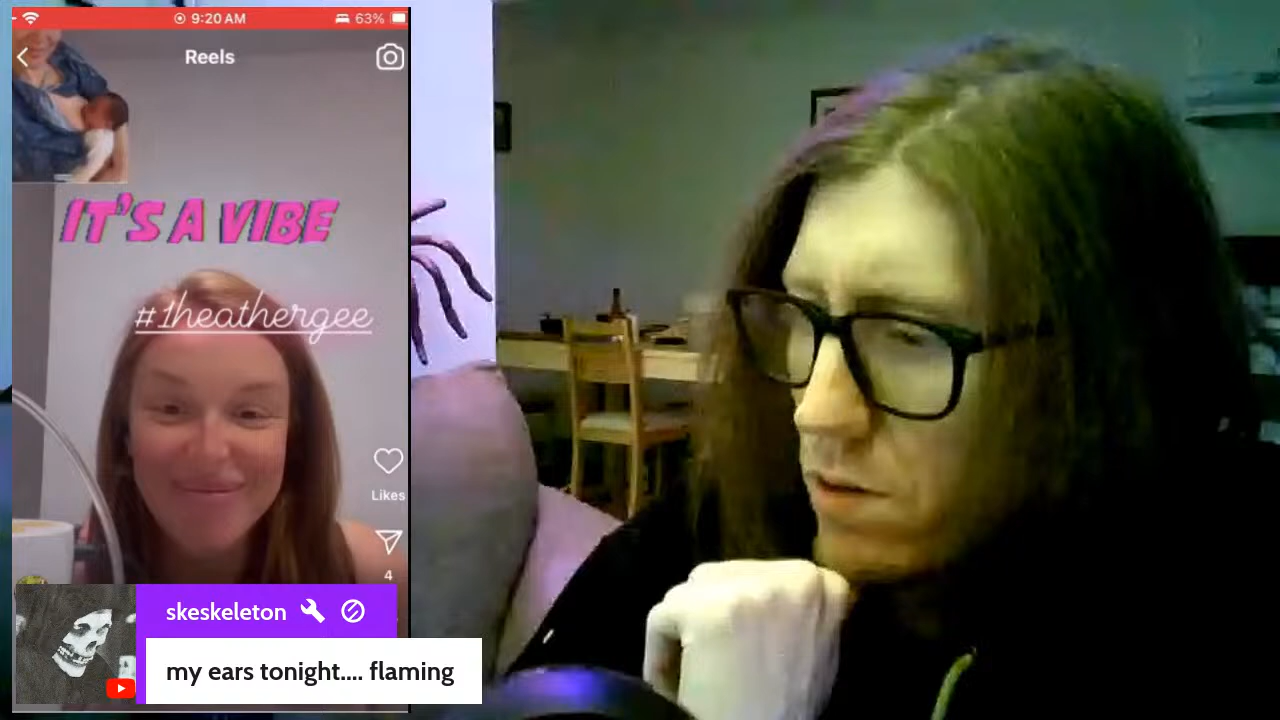 9:20 AM
63%
Reels
IT'S A VIBE
#1heathergee
Likes
4
skeskeleton
my ears tonight.... flaming